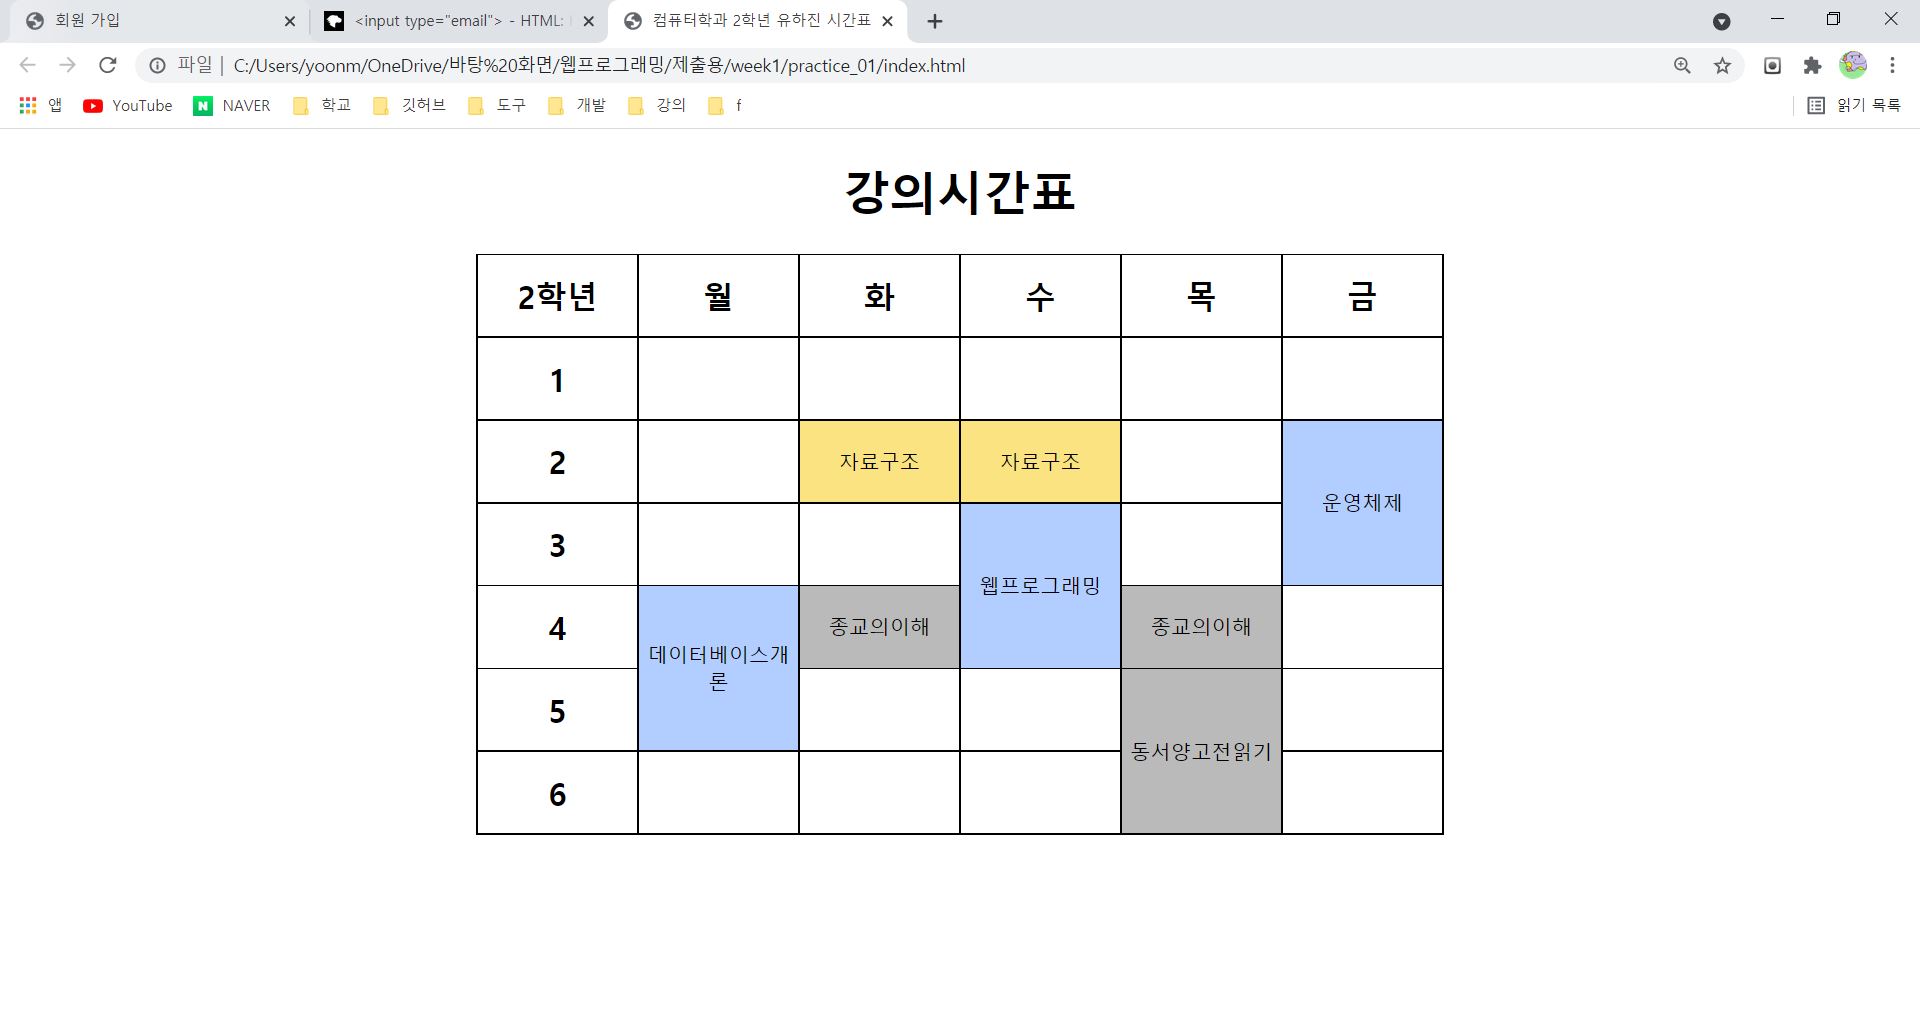 회원 가입
<input type="email"> - HTML:
컴퓨터학과 2학년 유하진 시간표
파일 | C:/Users/yoonm/OneDrive/바탕%20화면/웹프로그래밍/제출용/week1/practice_01/index.html
앱 YouTube NAVER 학교 깃허브 도구 개발 강의 f 읽기 목록
강의시간표
2학년 월 화 수 목 금
1
2 자료구조 자료구조
운영체제
3
웹프로그래밍
4 종교의이해 종교의이해
데이터베이스개
론
5
동서양고전읽기
6